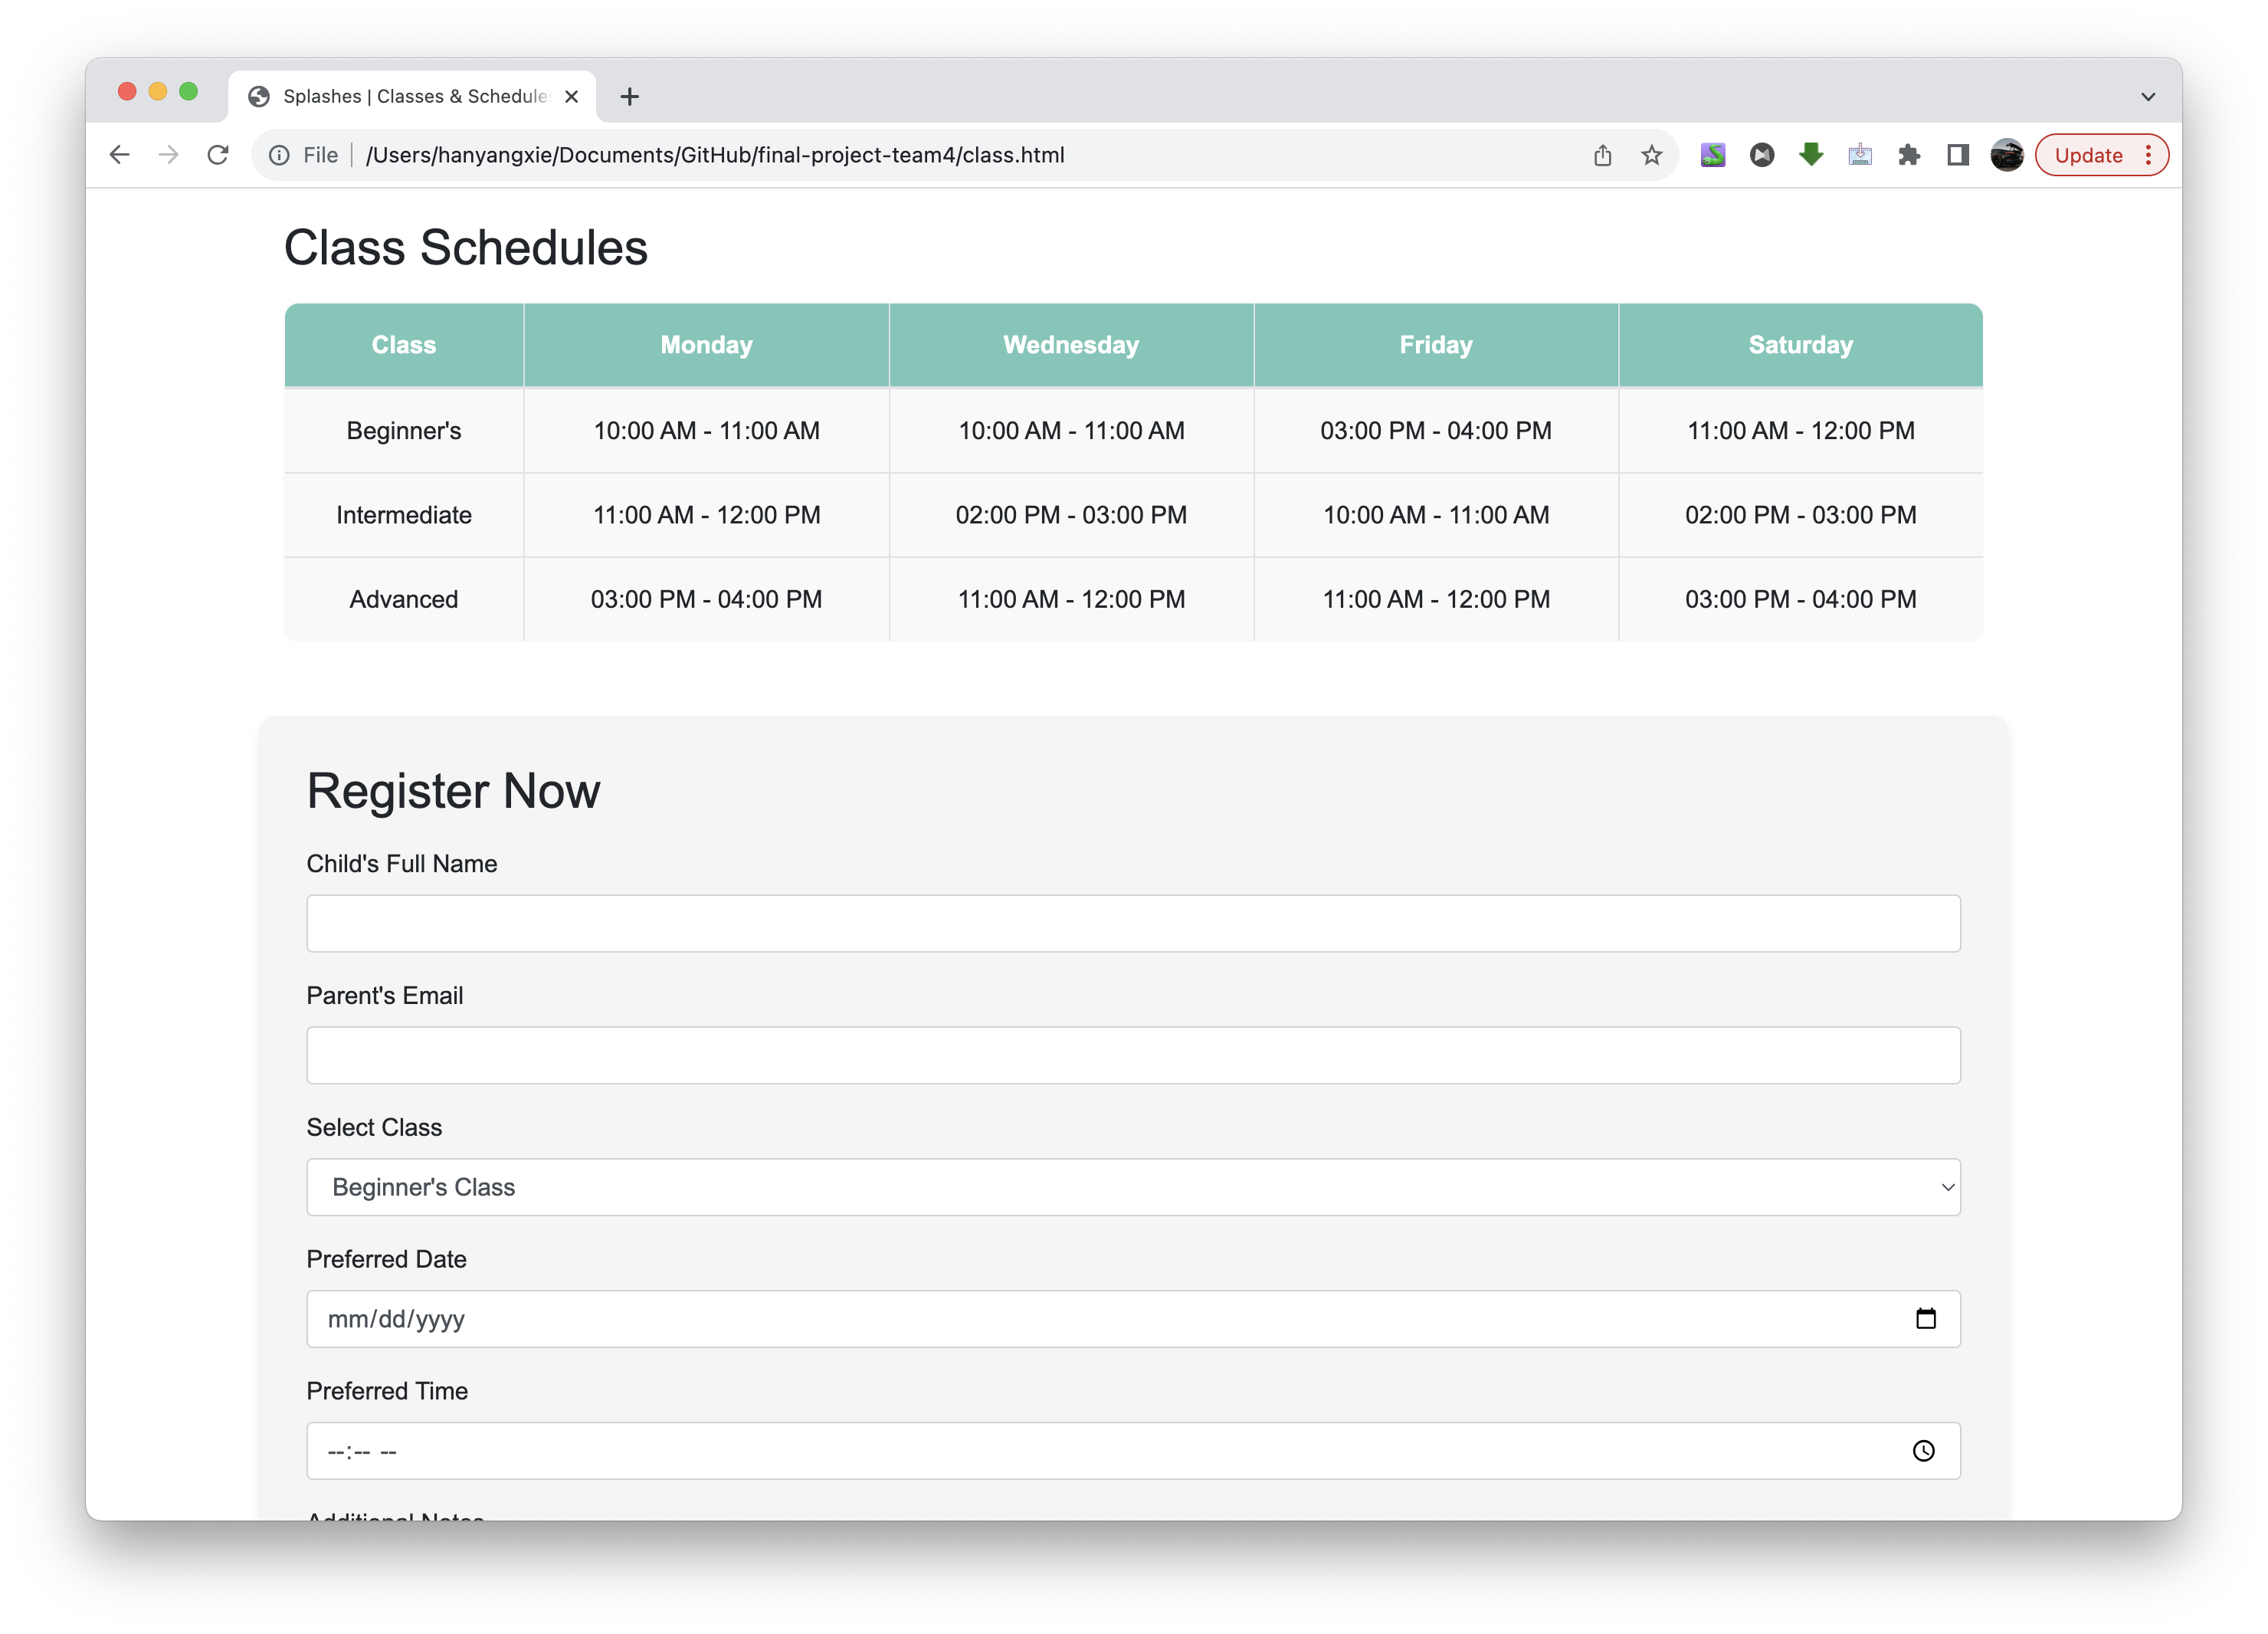 Splashes | Classes & Schedules
File | /Users/hanyangxie/Documents/GitHub/final-project-team4/class.html Update
Class Schedules
Class Monday Wednesday Friday Saturday
Beginner's 10:00 AM - 11:00 AM 10:00 AM - 11:00 AM 03:00 PM - 04:00 PM 11:00 AM - 12:00 PM
Intermediate 11:00 AM - 12:00 PM 02:00 PM - 03:00 PM 10:00 AM - 11:00 AM 02:00 PM - 03:00 PM
Advanced 03:00 PM - 04:00 PM 11:00 AM - 12:00 PM 11:00 AM - 12:00 PM 03:00 PM - 04:00 PM
Register Now
Child's Full Name
Parent's Email
Select Class
Beginner's Class
Preferred Date
mm/dd/yyyy
Preferred Time
--:-- --
Additional Notes